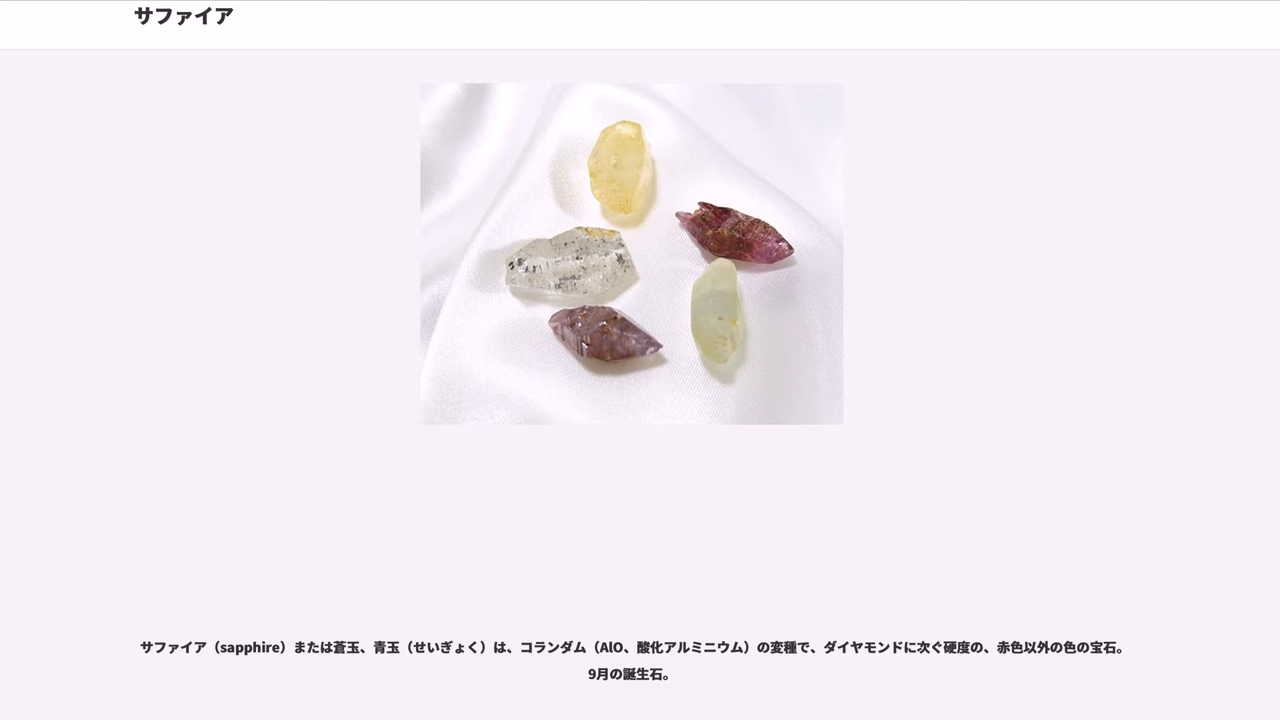 サファイア
サファイア（sapphire）または蒼玉、青玉（せいぎょく）は、コランダム（AlO、酸化アルミニウム）の変種で、ダイヤモンドに次ぐ硬度の、赤色以外の色の宝石。
9月の誕生石。